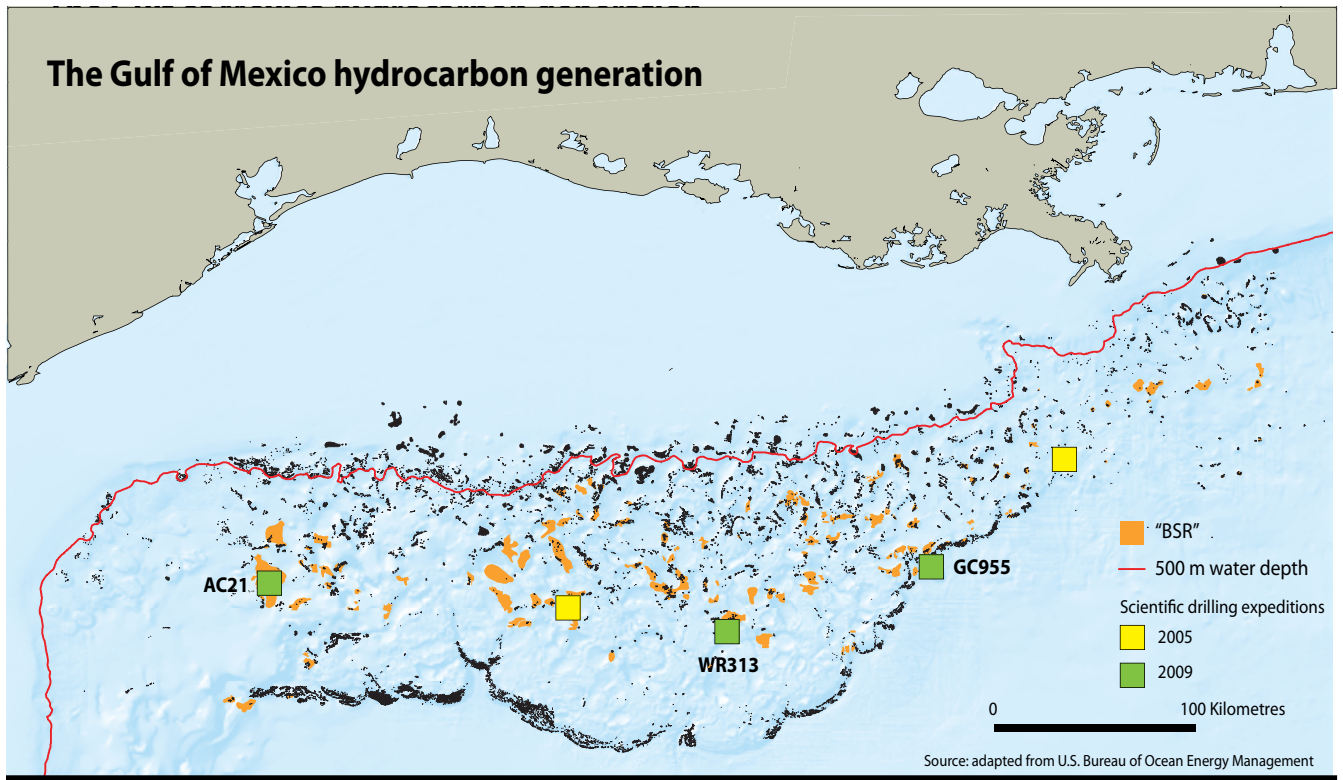 The Gulf of Mexico hydrocarbon generation
AC21
GC955
WR313
"BSR"
500 m water depth
Scientific drilling expeditions
2005
2009
0 100 Kilometres
Source: adapted from U.S. Bureau of Ocean Energy Management